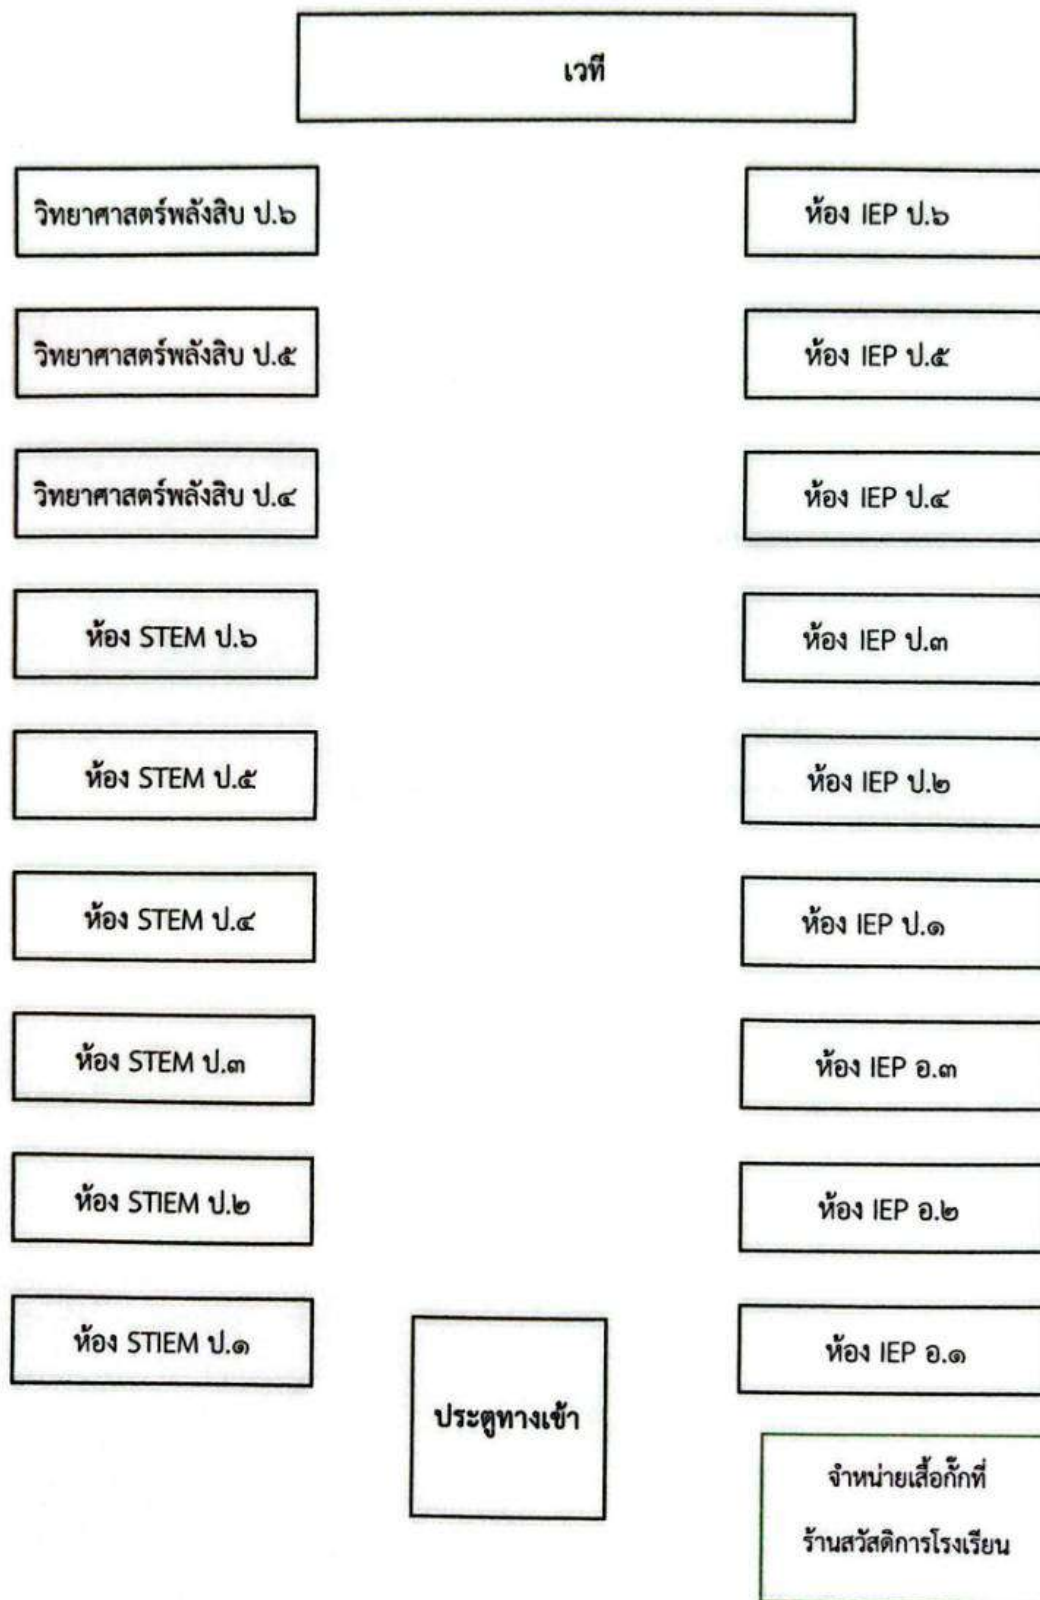 เวที
วิทยาศาสตร์พลังสิบ ป.๖
ห้อง IEP ป.๖
วิทยาศาสตร์พลังสิบ ป.๕
ห้อง IEP ป.๕
วิทยาศาสตร์พลังสิบ ป.๔
ห้อง IEP ป.๔
ห้อง STEM ป.๖
ห้อง IEP ป.๓
ห้อง STEM ป.๕
ห้อง IEP ป.๒
ห้อง STEM ป.๔
ห้อง IEP ป.๑
ห้อง STEM ป.๓
ห้อง IEP อ.๓
ห้อง STIEM ป.๒
ห้อง IEP อ.๒
ห้อง STIEM ป.๑
ห้อง IEP อ.๑
ประตูทางเข้า
จำหน่ายเสื้อกั๊กที่
ร้านสวัสดิการโรงเรียน